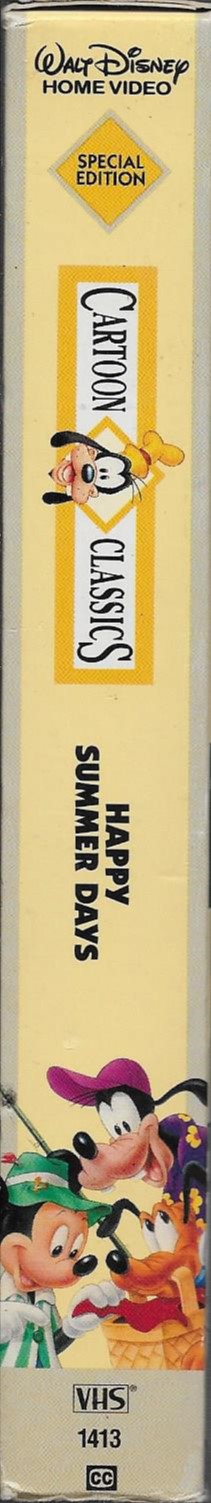 WALT DISNEY
HOME VIDEO
SPECIAL
EDITION
CARTOON CLASSICS
HAPPY
SUMMER DAYS
VHS®
1413
CC